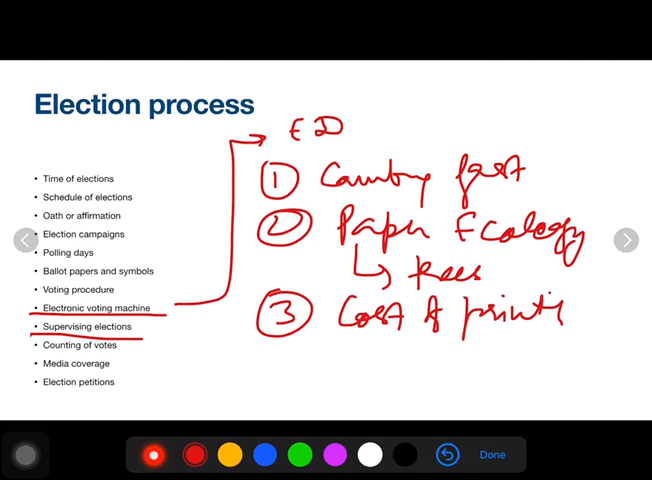 Election process
Time of elections
Schedule of elections
Oath or affirmation
Election campaigns
Polling days
Ballot papers and symbols
Voting procedure
Electronic voting machine
Supervising elections
Counting of votes
Media coverage
Election petitions
1 Counting fast
2 Paper Ecology
trees
3 Cost of printing
Done